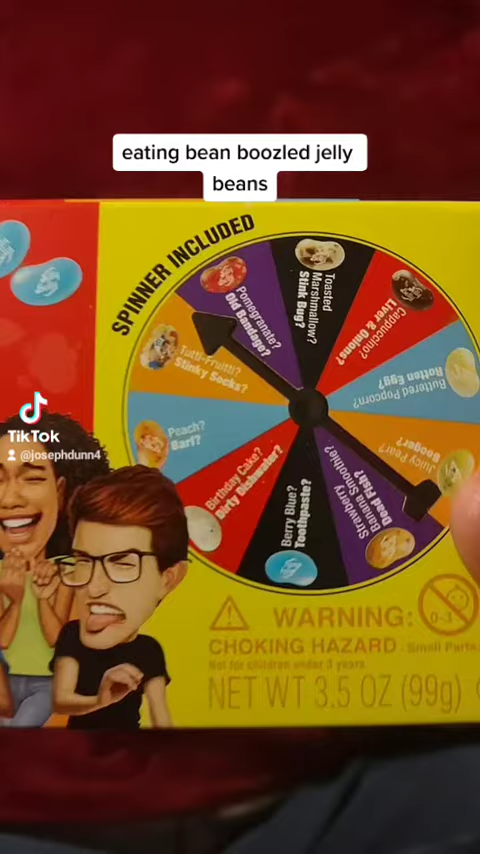 eating bean boozled jelly
beans
SPINNER INCLUDED
Toasted
Marshmallow?
Stink Bug?
Cappuccino?
Liver & Onions?
Buttered Popcorn?
Rotten Egg?
Juicy Pear?
Booger?
Strawberry
Banana Smoothie?
Dead Fish?
Berry Blue?
Toothpaste?
Birthday Cake?
Dirty Dishwater?
Peach?
Barf?
Tutti-Fruitti?
Stinky Socks?
Pomegranate?
Old Bandage?
TikTok
@josephdunn4
WARNING:
0-3
CHOKING HAZARD - Small Parts
Not for children under 3 years
NET WT 3.5 OZ (99g)